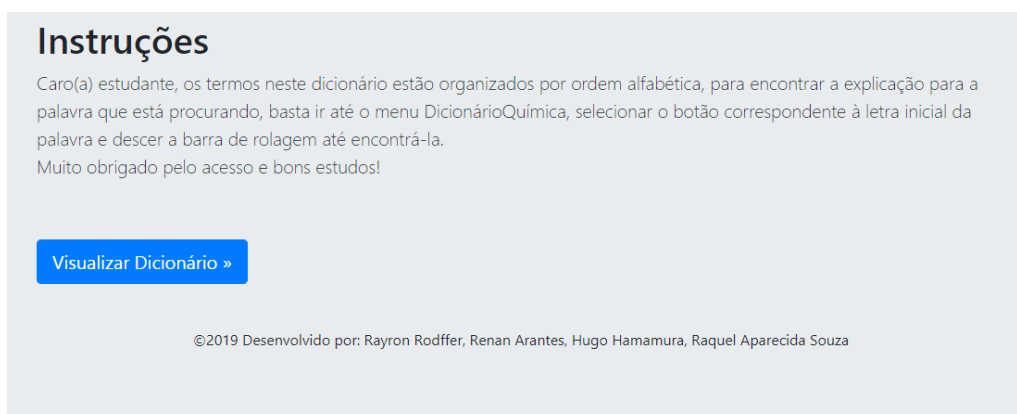 Instruções
Caro(a) estudante, os termos neste dicionário estão organizados por ordem alfabética, para encontrar a explicação para a
palavra que está procurando, basta ir até o menu DicionárioQuímica, selecionar o botão correspondente à letra inicial da
palavra e descer a barra de rolagem até encontrá-la.
Muito obrigado pelo acesso e bons estudos!
Visualizar Dicionário »
©2019 Desenvolvido por: Rayron Rodffer, Renan Arantes, Hugo Hamamura, Raquel Aparecida Souza